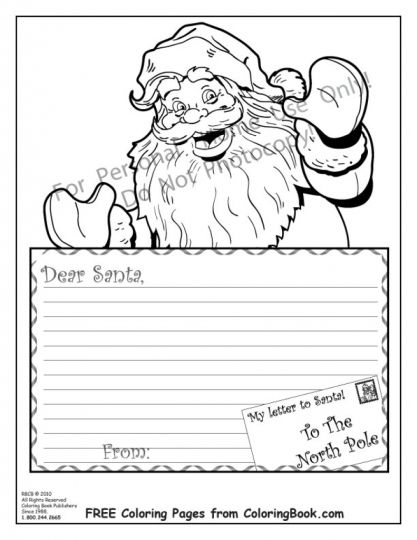 For Personal Home Use Only!
Do Not Photocopy!
Dear Santa,
From:
My letter to Santa!
To The
North Pole
RBCB © 2010
All Rights Reserved
Coloring Book Publishers
Since 1988.
1.800.244.2665
FREE Coloring Pages from ColoringBook.com